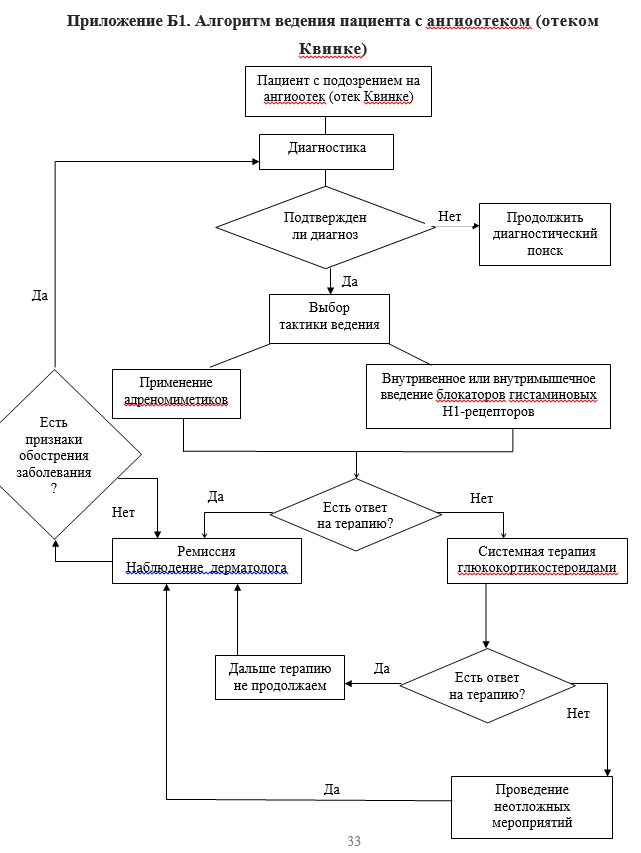 Приложение Б1. Алгоритм ведения пациента с ангиоотеком (отеком
Квинке)
Пациент с подозрением на
ангиоотек (отек Квинке)
Диагностика
Подтвержден
ли диагноз
Нет
Продолжить
диагностический
поиск
Да
Да
Выбор
тактики ведения
Применение
адреномиметиков
Внутривенное или внутримышечное
введение блокаторов гистаминовых
H1-рецепторов
Есть
признаки
обострения
заболевания
?
Нет
Да
Есть ответ
на терапию?
Нет
Ремиссия
Наблюдение дерматолога
Системная терапия
глюкокортикостероидами
Дальше терапию
не продолжаем
Да
Есть ответ
на терапию?
Нет
Да
Проведение
неотложных
мероприятий
33